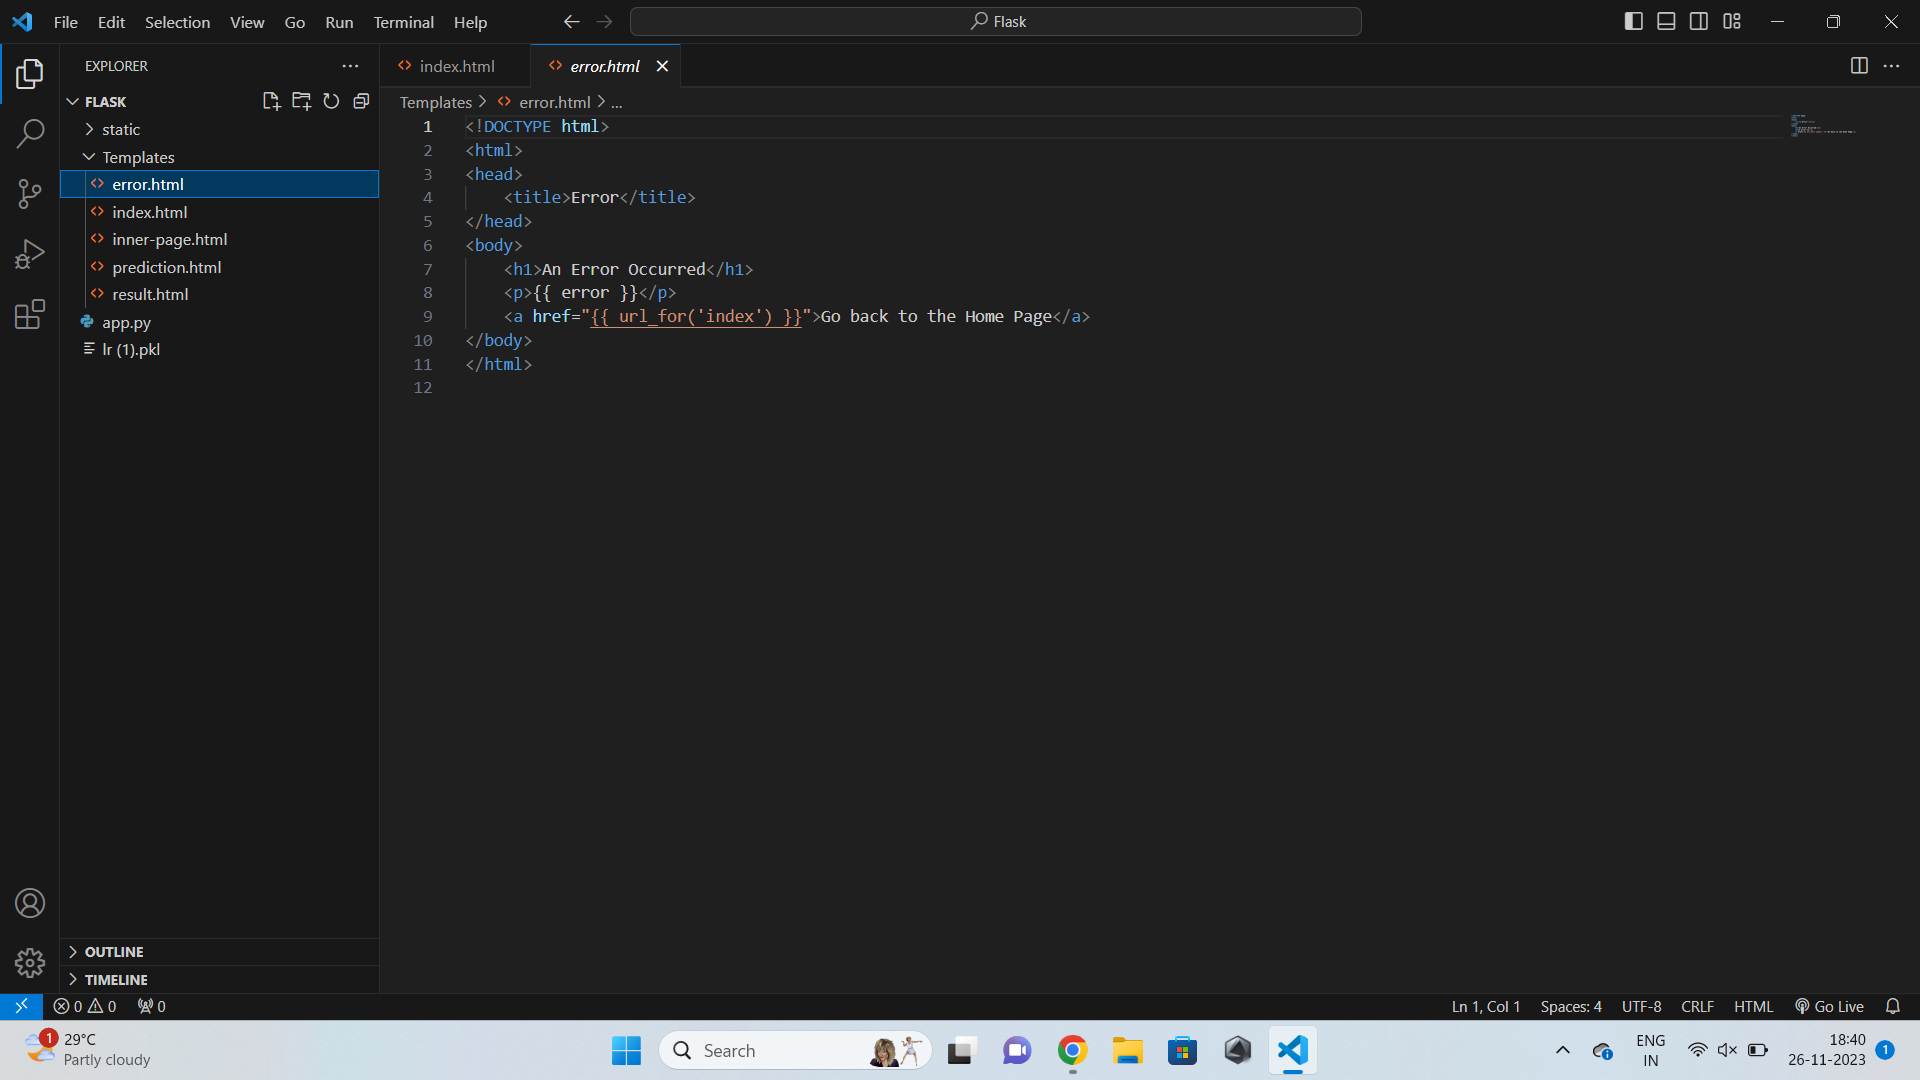 File Edit Selection View Go Run Terminal Help
Flask
EXPLORER
FLASK
static
Templates
error.html
index.html
inner-page.html
prediction.html
result.html
app.py
lr (1).pkl
OUTLINE
TIMELINE
index.html
error.html
Templates > error.html > ...
1 <!DOCTYPE html>
2 <html>
3 <head>
4 <title>Error</title>
5 </head>
6 <body>
7 <h1>An Error Occurred</h1>
8 <p>{{ error }}</p>
9 <a href="{{ url_for('index') }}">Go back to the Home Page</a>
10 </body>
11 </html>
12
0 0 0
Ln 1, Col 1 Spaces: 4 UTF-8 CRLF HTML Go Live
1
29°C
Partly cloudy
Search
ENG
IN
18:40
26-11-2023
1